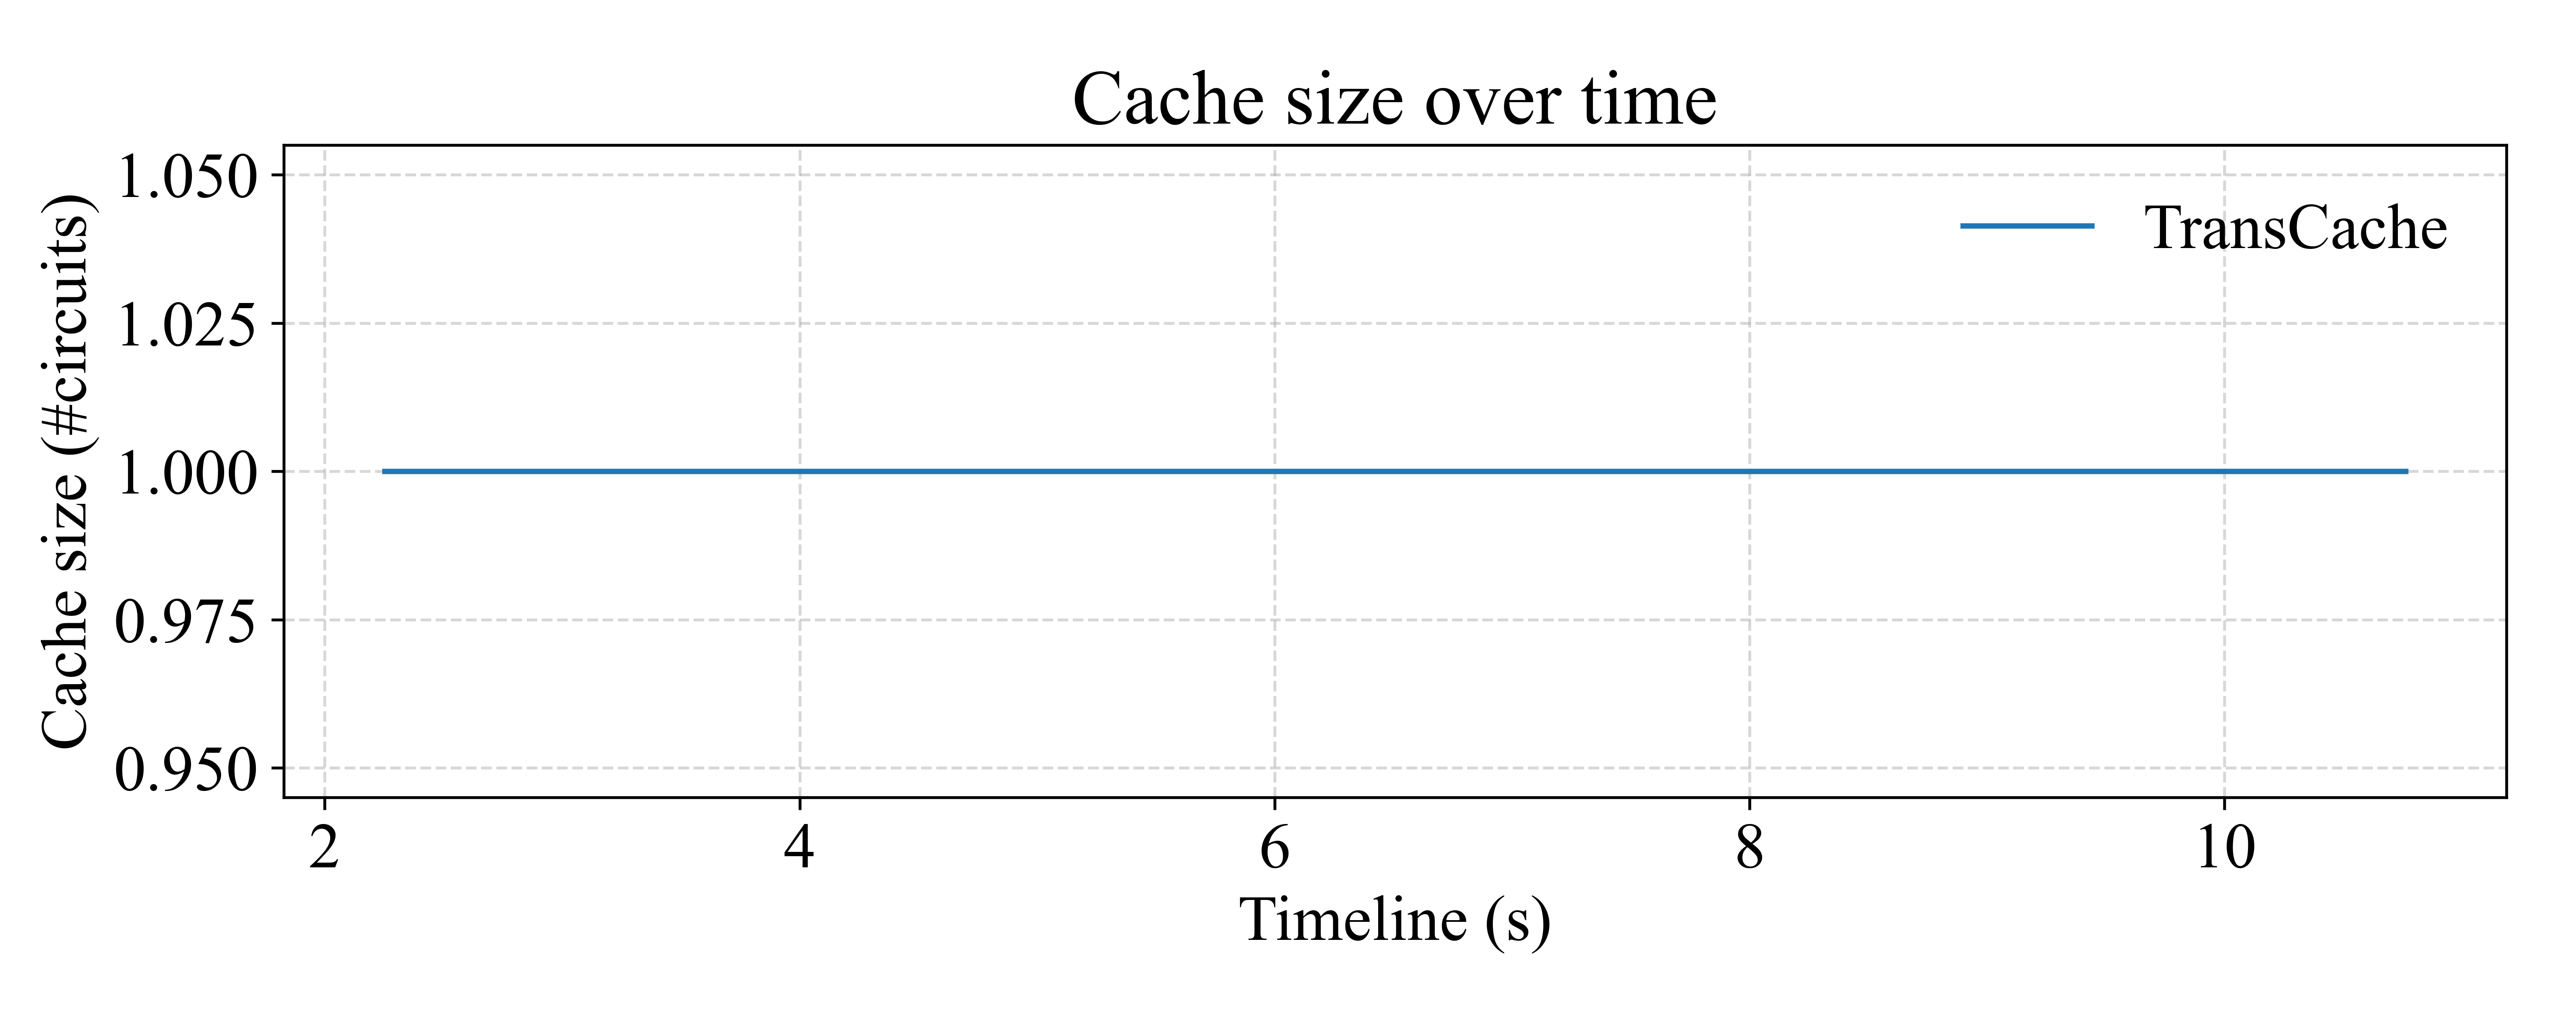 Cache size over time
Cache size (#circuits)
1.050
1.025
1.000
0.975
0.950
TransCache
2 4 6 8 10
Timeline (s)